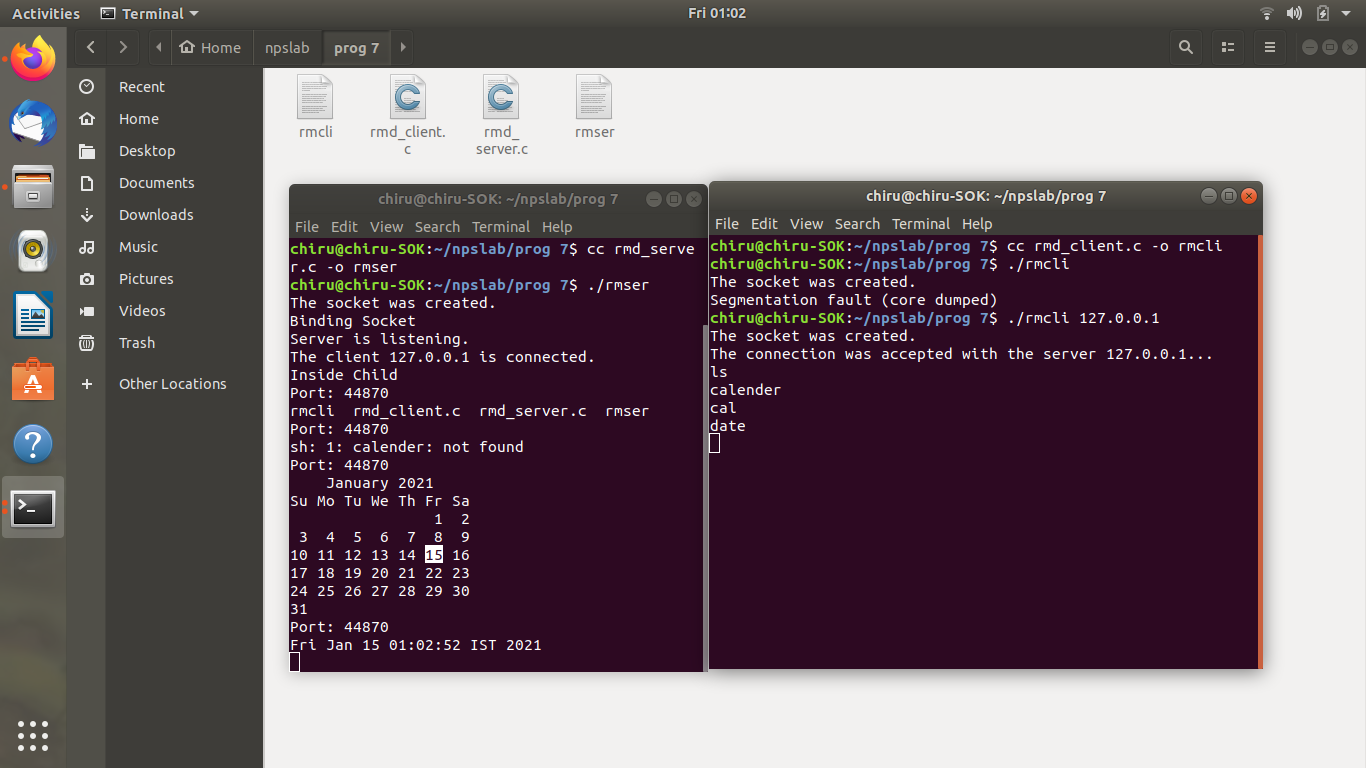 Activities Terminal Fri 01:02
Home npslab prog 7
Recent
Home
Desktop
Documents
Downloads
Music
Pictures
Videos
Trash
Other Locations
rmcli rmd_client. rmd_ rmser
c server.c
chiru@chiru-SOK: ~/npslab/prog 7
File Edit View Search Terminal Help
chiru@chiru-SOK:~/npslab/prog 7$ cc rmd_serve
r.c -o rmser
chiru@chiru-SOK:~/npslab/prog 7$ ./rmser
The socket was created.
Binding Socket
Server is listening.
The client 127.0.0.1 is connected.
Inside Child
Port: 44870
rmcli rmd_client.c rmd_server.c rmser
Port: 44870
sh: 1: calender: not found
Port: 44870
January 2021
Su Mo Tu We Th Fr Sa
1 2
3 4 5 6 7 8 9
10 11 12 13 14 15 16
17 18 19 20 21 22 23
24 25 26 27 28 29 30
31
Port: 44870
Fri Jan 15 01:02:52 IST 2021
chiru@chiru-SOK: ~/npslab/prog 7
File Edit View Search Terminal Help
chiru@chiru-SOK:~/npslab/prog 7$ cc rmd_client.c -o rmcli
chiru@chiru-SOK:~/npslab/prog 7$ ./rmcli
The socket was created.
Segmentation fault (core dumped)
chiru@chiru-SOK:~/npslab/prog 7$ ./rmcli 127.0.0.1
The socket was created.
The connection was accepted with the server 127.0.0.1...
ls
calender
cal
date